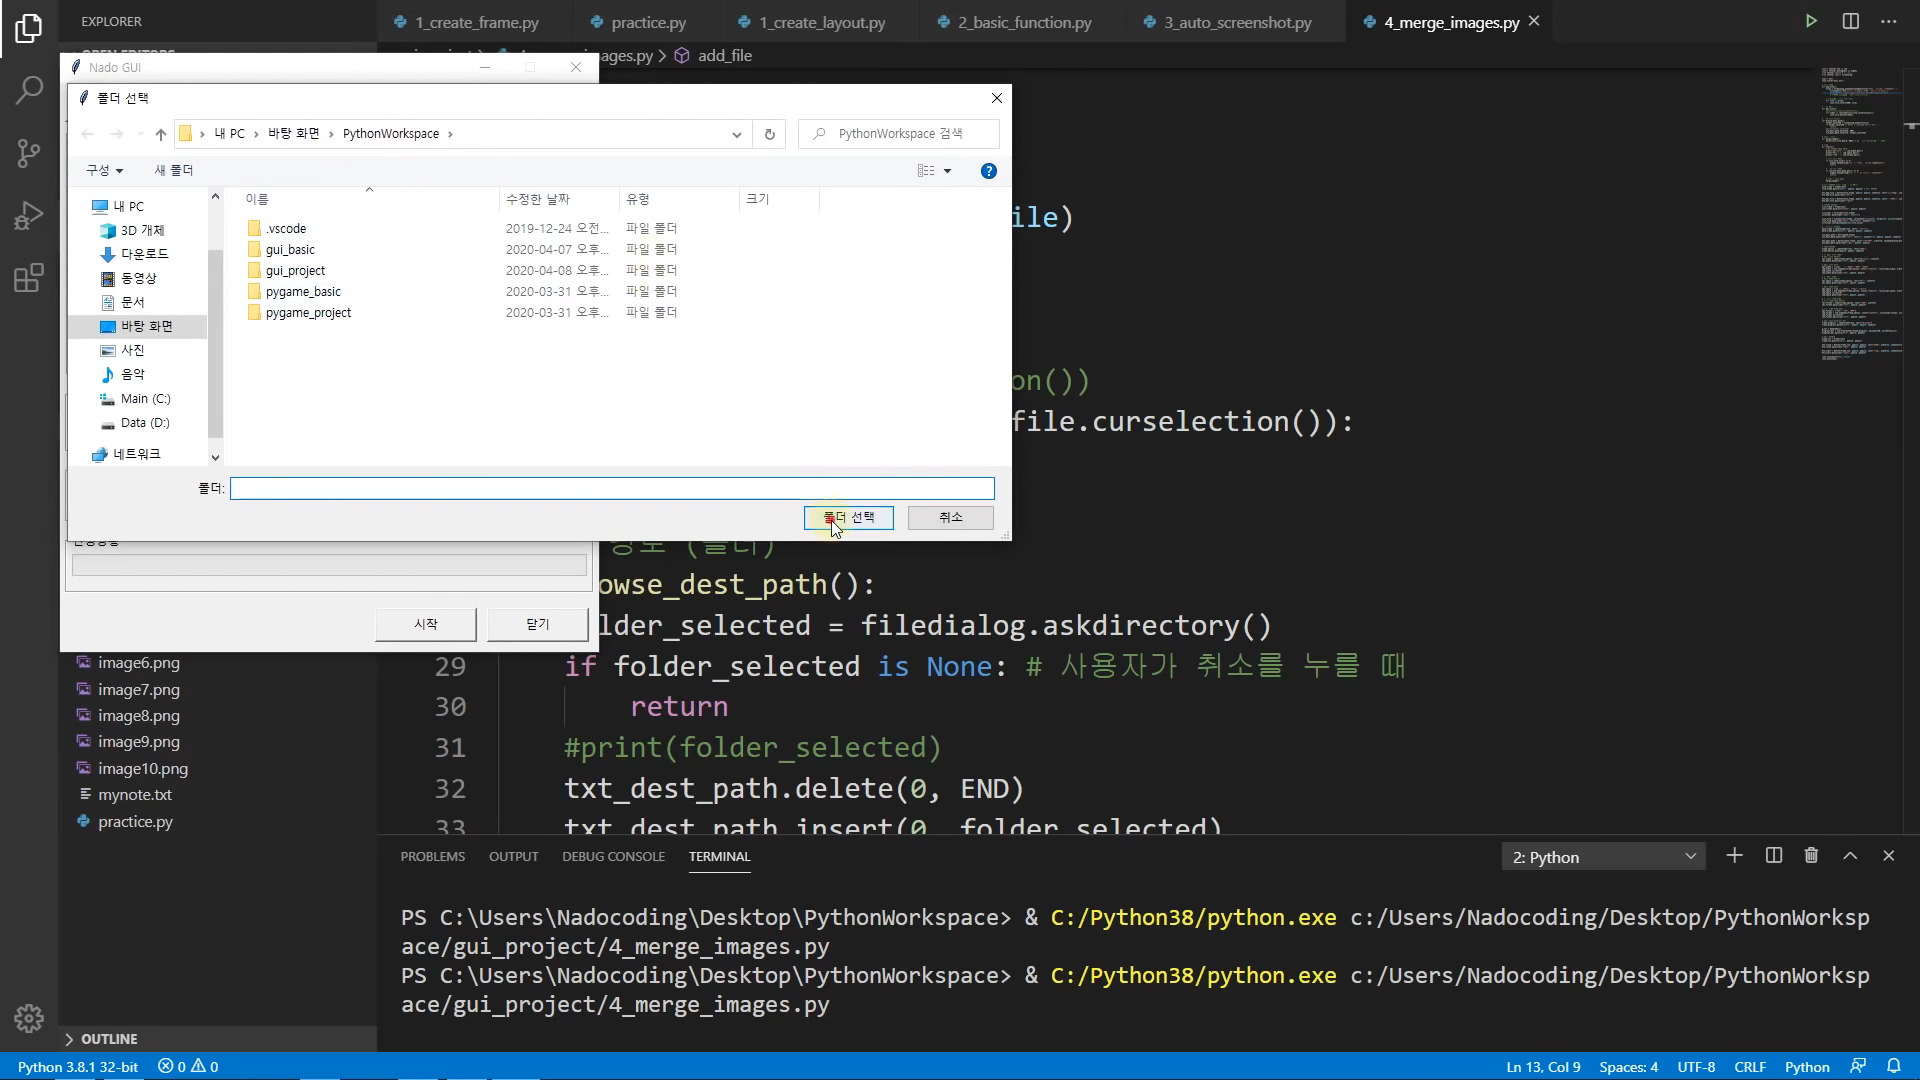 EXPLORER
1_create_frame.py
practice.py
1_create_layout.py
2_basic_function.py
3_auto_screenshot.py
4_merge_images.py
OPEN EDITORS
ages.py > add_file
Nado GUI
폴더 선택
내 PC > 바탕 화면 > PythonWorkspace >
PythonWorkspace 검색
구성
새 폴더
이름
수정한 날짜
유형
크기
내 PC
3D 개체
다운로드
동영상
문서
바탕 화면
사진
음악
Main (C:)
Data (D:)
네트워크
.vscode 2019-12-24 오전... 파일 폴더
gui_basic 2020-04-07 오후... 파일 폴더
gui_project 2020-04-08 오후... 파일 폴더
pygame_basic 2020-03-31 오후... 파일 폴더
pygame_project 2020-03-31 오후... 파일 폴더
폴더:
폴더 선택
취소
ile)
on())
file.curselection()):
경로 (폴더)
owse_dest_path():
lder_selected = filedialog.askdirectory()
29 if folder_selected is None: # 사용자가 취소를 누를 때
30 return
31 #print(folder_selected)
32 txt_dest_path.delete(0, END)
33 txt_dest_path.insert(0, folder_selected)
시작
닫기
image6.png
image7.png
image8.png
image9.png
image10.png
mynote.txt
practice.py
OUTLINE
PROBLEMS
OUTPUT
DEBUG CONSOLE
TERMINAL
2: Python
PS C:\Users\Nadocoding\Desktop\PythonWorkspace> & C:/Python38/python.exe c:/Users/Nadocoding/Desktop/PythonWorksp
ace/gui_project/4_merge_images.py
PS C:\Users\Nadocoding\Desktop\PythonWorkspace> & C:/Python38/python.exe c:/Users/Nadocoding/Desktop/PythonWorksp
ace/gui_project/4_merge_images.py
Python 3.8.1 32-bit
0
0
Ln 13, Col 9
Spaces: 4
UTF-8
CRLF
Python